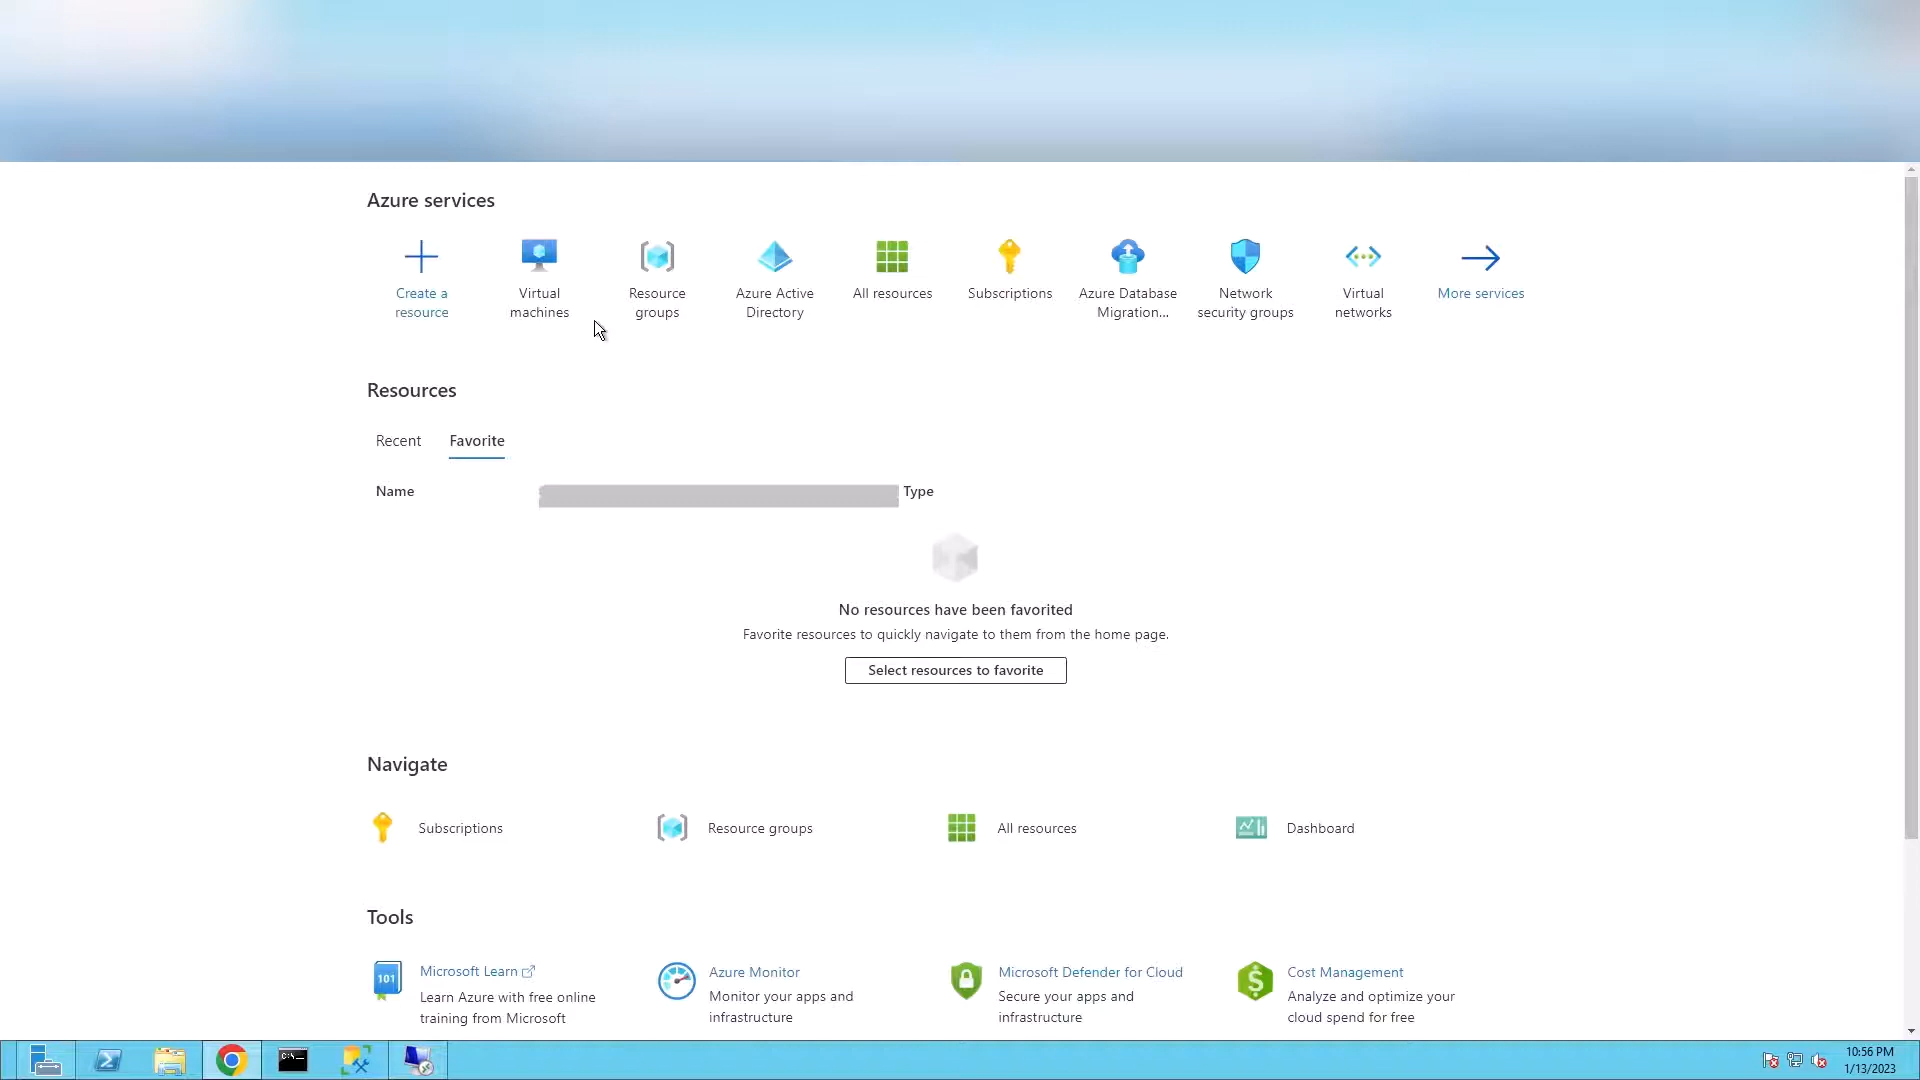 Azure services
Create a
resource
Virtual
machines
Resource
groups
Azure Active
Directory
All resources
Subscriptions
Azure Database
Migration...
Network
security groups
Virtual
networks
More services
Resources
Recent
Favorite
Name
Type
No resources have been favorited
Favorite resources to quickly navigate to them from the home page.
Select resources to favorite
Navigate
Subscriptions
Resource groups
All resources
Dashboard
Tools
101
Microsoft Learn
Learn Azure with free online
training from Microsoft
Azure Monitor
Monitor your apps and
infrastructure
Microsoft Defender for Cloud
Secure your apps and
infrastructure
Cost Management
Analyze and optimize your
cloud spend for free
C:\_
10:56 PM
1/13/2023